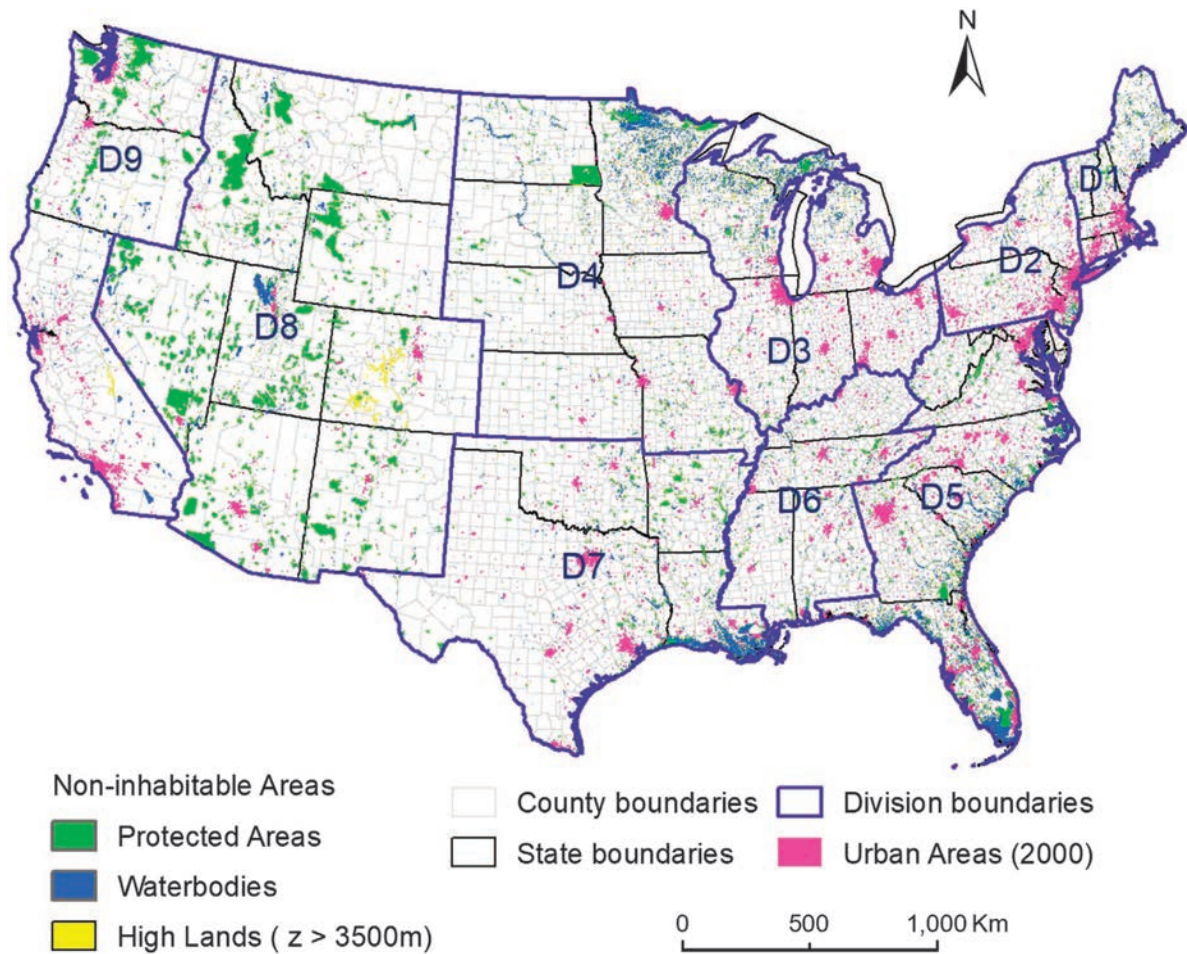 N
D9
D1
D2
D4
D8
D3
D6
D5
D7
Non-inhabitable Areas
Protected Areas
Waterbodies
High Lands ( z > 3500m)
County boundaries
State boundaries
Division boundaries
Urban Areas (2000)
0 500 1,000 Km